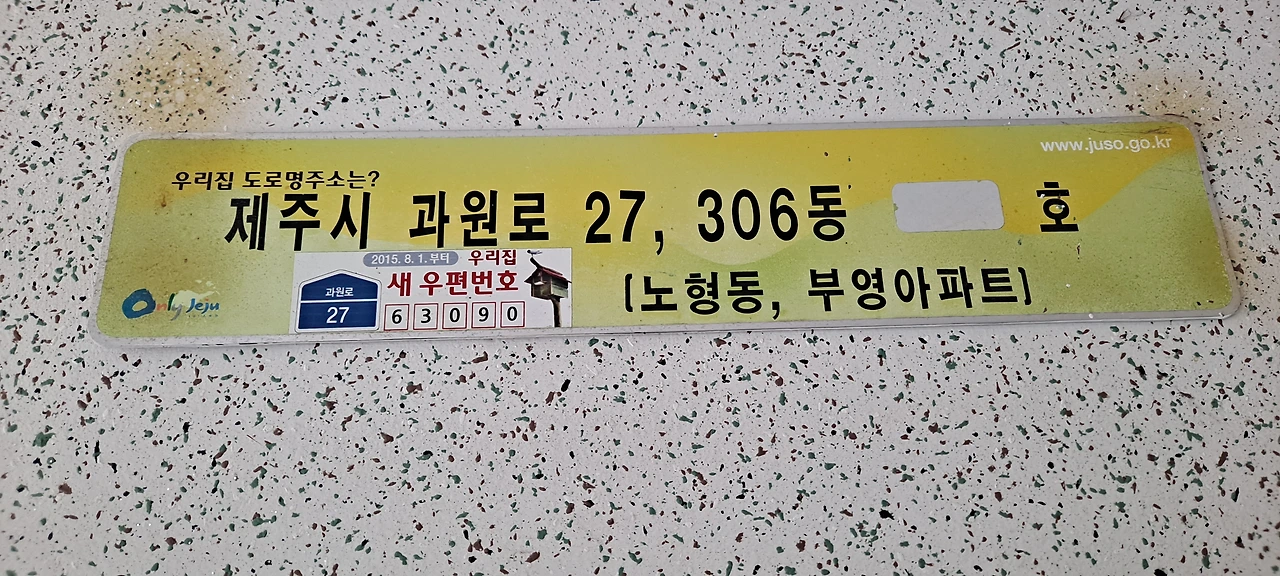 www.juso.go.kr
우리집 도로명주소는?
제주시 과원로 27, 306동 호
(노형동, 부영아파트)
2015. 8. 1.부터 우리집
새 우편번호
과원로
27
63090
Only Jeju